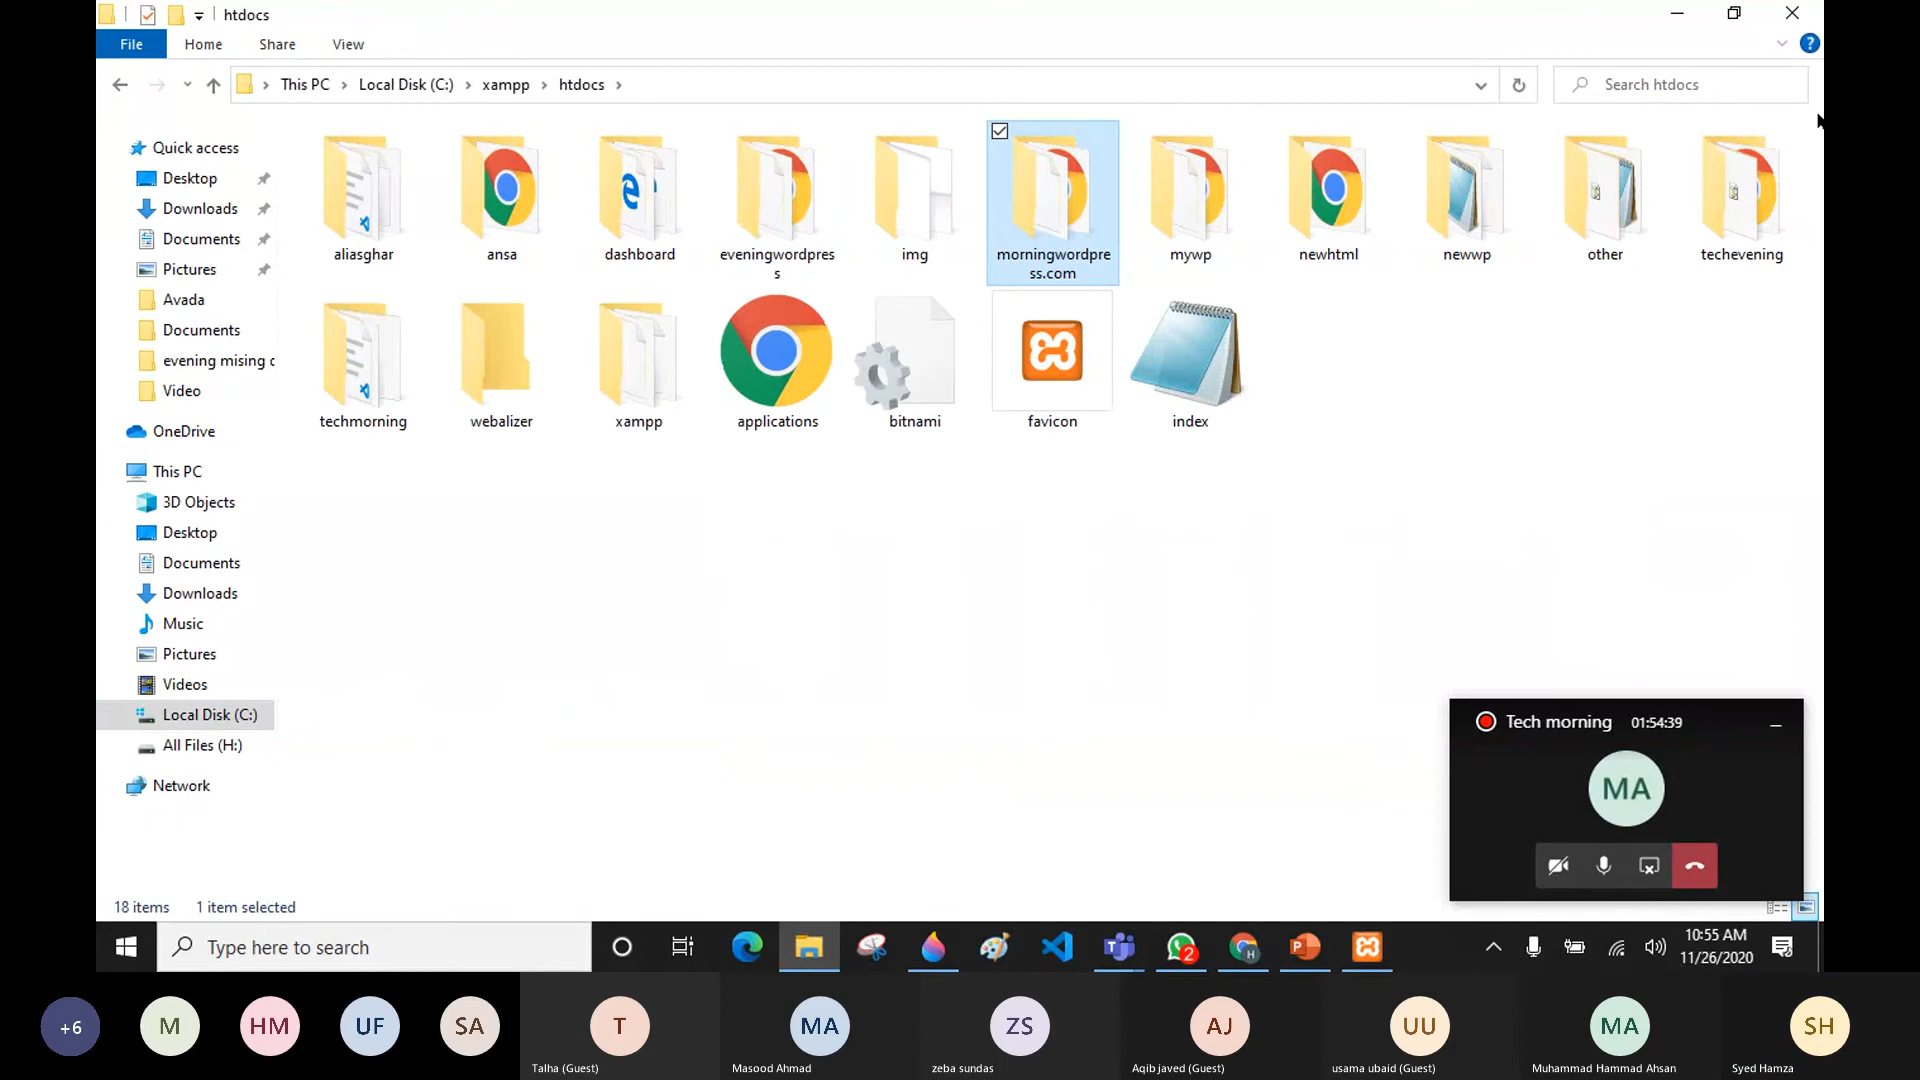 htdocs
File
Home
Share
View
This PC
Local Disk (C:)
xampp
htdocs
Search htdocs
Quick access
Desktop
Downloads
Documents
Pictures
Avada
Documents
evening mising c
Video
OneDrive
This PC
3D Objects
Desktop
Documents
Downloads
Music
Pictures
Videos
Local Disk (C:)
All Files (H:)
Network
aliasghar
ansa
dashboard
eveningwordpres
s
img
morningwordpre
ss.com
mywp
newhtml
newwp
other
techevening
techmorning
webalizer
xampp
applications
bitnami
favicon
index
Tech morning 01:54:39
MA
18 items 1 item selected
Type here to search
2
H
10:55 AM
11/26/2020
+6
M
HM
UF
SA
T
Talha (Guest)
MA
Masood Ahmad
ZS
zeba sundas
AJ
Aqib javed (Guest)
UU
usama ubaid (Guest)
MA
Muhammad Hammad Ahsan
SH
Syed Hamza